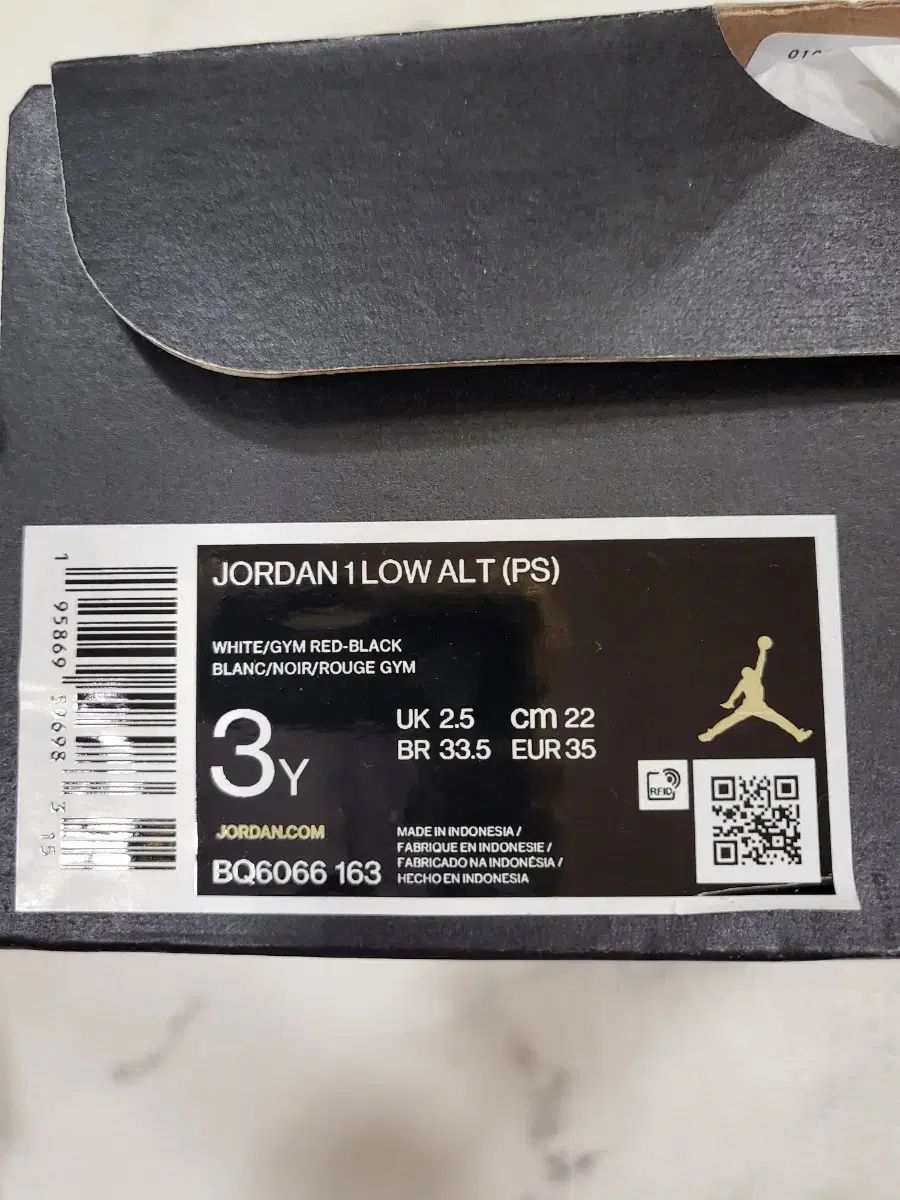 JORDAN 1 LOW ALT (PS)
WHITE/GYM RED-BLACK
BLANC/NOIR/ROUGE GYM
3Y
UK 2.5 cm 22
BR 33.5 EUR 35
RFID
JORDAN.COM
BQ6066 163
MADE IN INDONESIA /
FABRIQUE EN INDONESIE /
FABRICADO NA INDONÉSIA /
HECHO EN INDONESIA
1 95869 59698 3 15